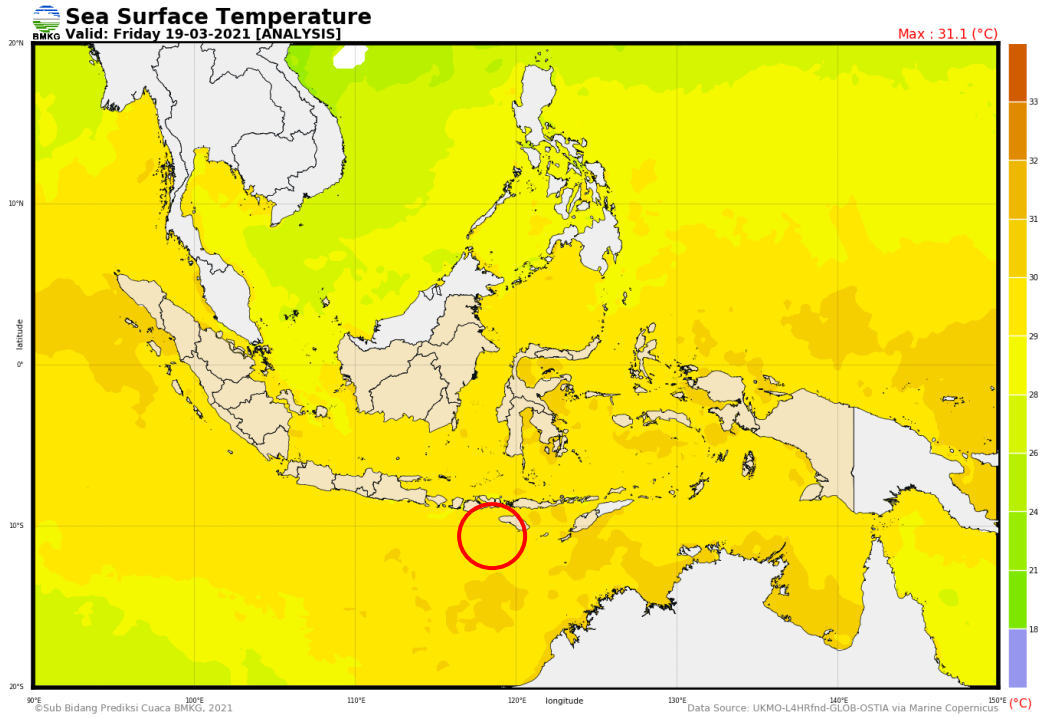 Sea Surface Temperature
BMKG Valid: Friday 19-03-2021 [ANALYSIS]
Max : 31.1 (°C)
20°N
10°N
0°
10°S
20°S
latitude
33
32
31
30
29
28
26
24
21
18
(°C)
90°E 100°E 110°E 120°E longitude 130°E 140°E 150°E
©Sub Bidang Prediksi Cuaca BMKG, 2021
Data Source: UKMO-L4HRfnd-GLOB-OSTIA via Marine Copernicus